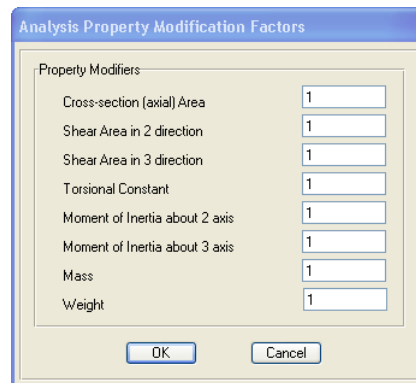 Analysis Property Modification Factors
Property Modifiers
Cross-section (axial) Area 1
Shear Area in 2 direction 1
Shear Area in 3 direction 1
Torsional Constant 1
Moment of Inertia about 2 axis 1
Moment of Inertia about 3 axis 1
Mass 1
Weight 1
OK Cancel